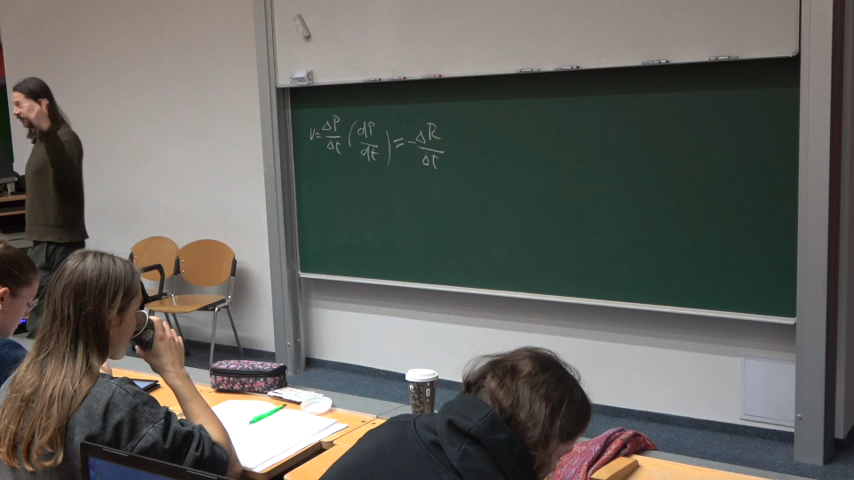 v = ΔP/Δt (dP/dt) = -ΔR/Δt